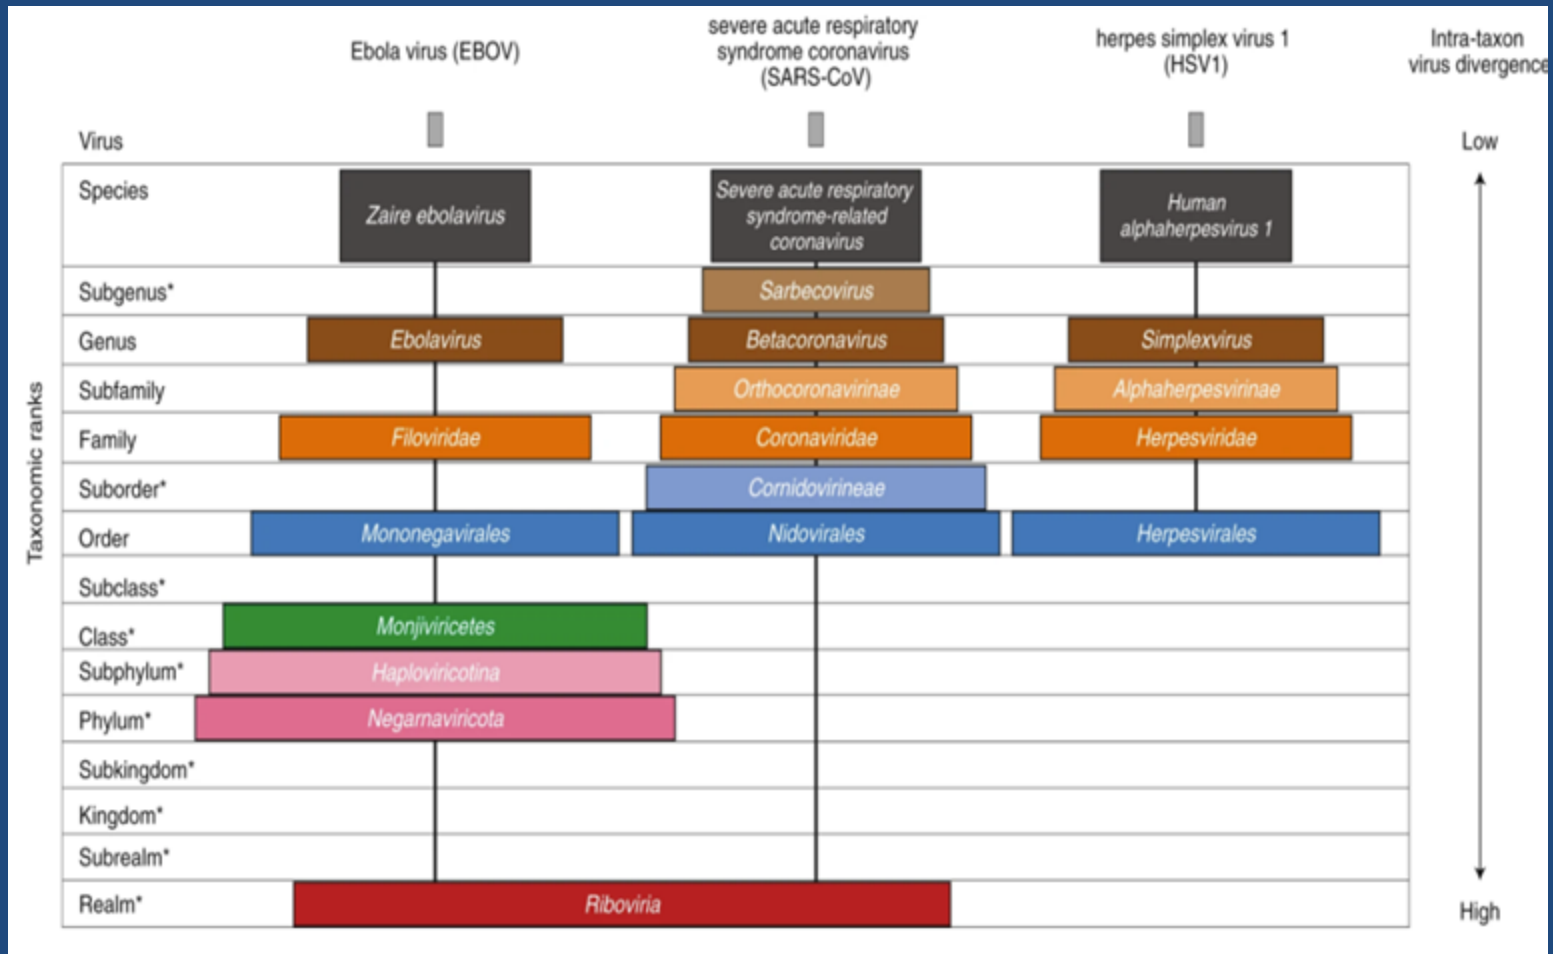 Ebola virus (EBOV)
severe acute respiratory
syndrome coronavirus
(SARS-CoV)
herpes simplex virus 1
(HSV1)
Intra-taxon
virus divergence
Virus
Low
Taxonomic ranks
Species
Zaire ebolavirus
Severe acute respiratory
syndrome-related
coronavirus
Human
alphaherpesvirus 1
Subgenus*
Sarbecovirus
Genus
Ebolavirus
Betacoronavirus
Simplexvirus
Subfamily
Orthocoronavirinae
Alphaherpesvirinae
Family
Filoviridae
Coronaviridae
Herpesviridae
Suborder*
Cornidovirineae
Order
Mononegavirales
Nidovirales
Herpesvirales
Subclass*
Class*
Monjiviricetes
Subphylum*
Haploviricotina
Phylum*
Negarnaviricota
Subkingdom*
Kingdom*
Subrealm*
Realm*
Riboviria
High